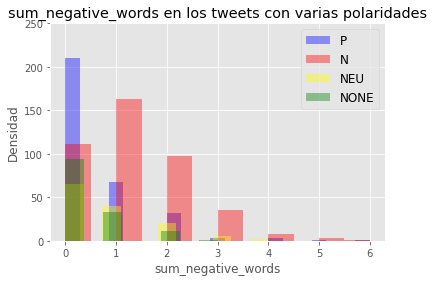 sum_negative_words en los tweets con varias polaridades
250
200
150
100
50
0
Densidad
P
N
NEU
NONE
0 1 2 3 4 5 6
sum_negative_words